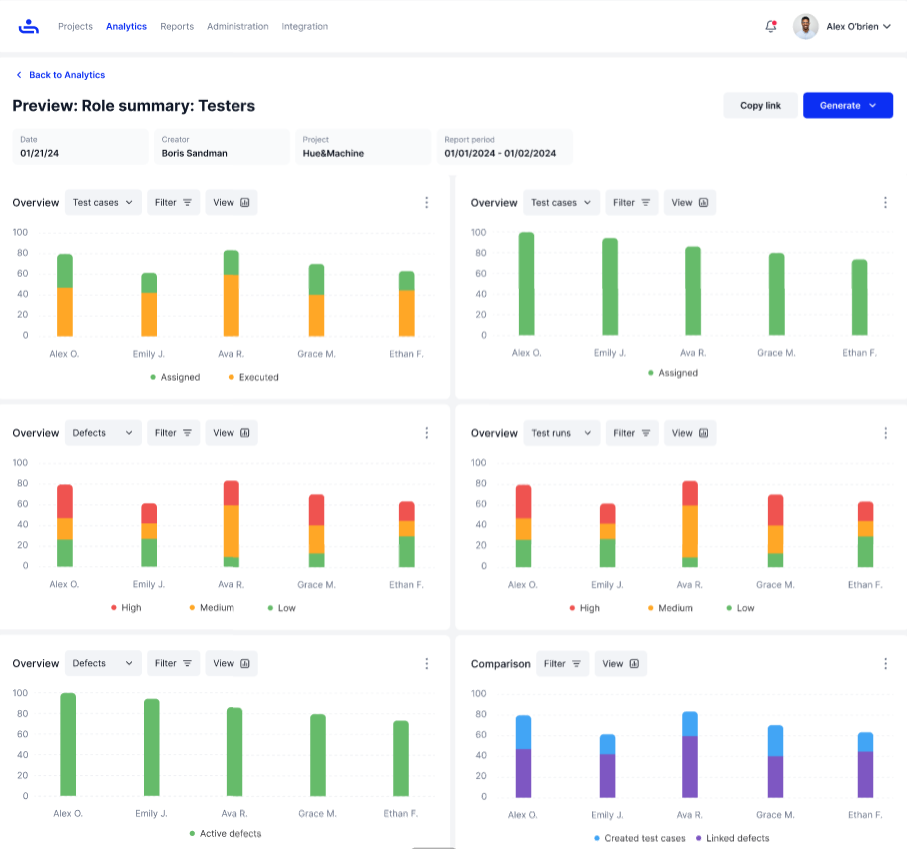 Projects Analytics Reports Administration Integration Alex O'brien
Back to Analytics
Preview: Role summary: Testers Copy link Generate
Date Creator Project Report period
01/21/24 Boris Sandman Hue&Machine 01/01/2024 - 01/02/2024
Overview Test cases Filter View
100
80
60
40
20
0
Alex O. Emily J. Ava R. Grace M. Ethan F.
Assigned Executed
Overview Test cases Filter View
100
80
60
40
20
0
Alex O. Emily J. Ava R. Grace M. Ethan F.
Assigned
Overview Defects Filter View
100
80
60
40
20
0
Alex O. Emily J. Ava R. Grace M. Ethan F.
High Medium Low
Overview Test runs Filter View
100
80
60
40
20
0
Alex O. Emily J. Ava R. Grace M. Ethan F.
High Medium Low
Overview Defects Filter View
100
80
60
40
20
0
Alex O. Emily J. Ava R. Grace M. Ethan F.
Active defects
Comparison Filter View
100
80
60
40
20
0
Alex O. Emily J. Ava R. Grace M. Ethan F.
Created test cases Linked defects